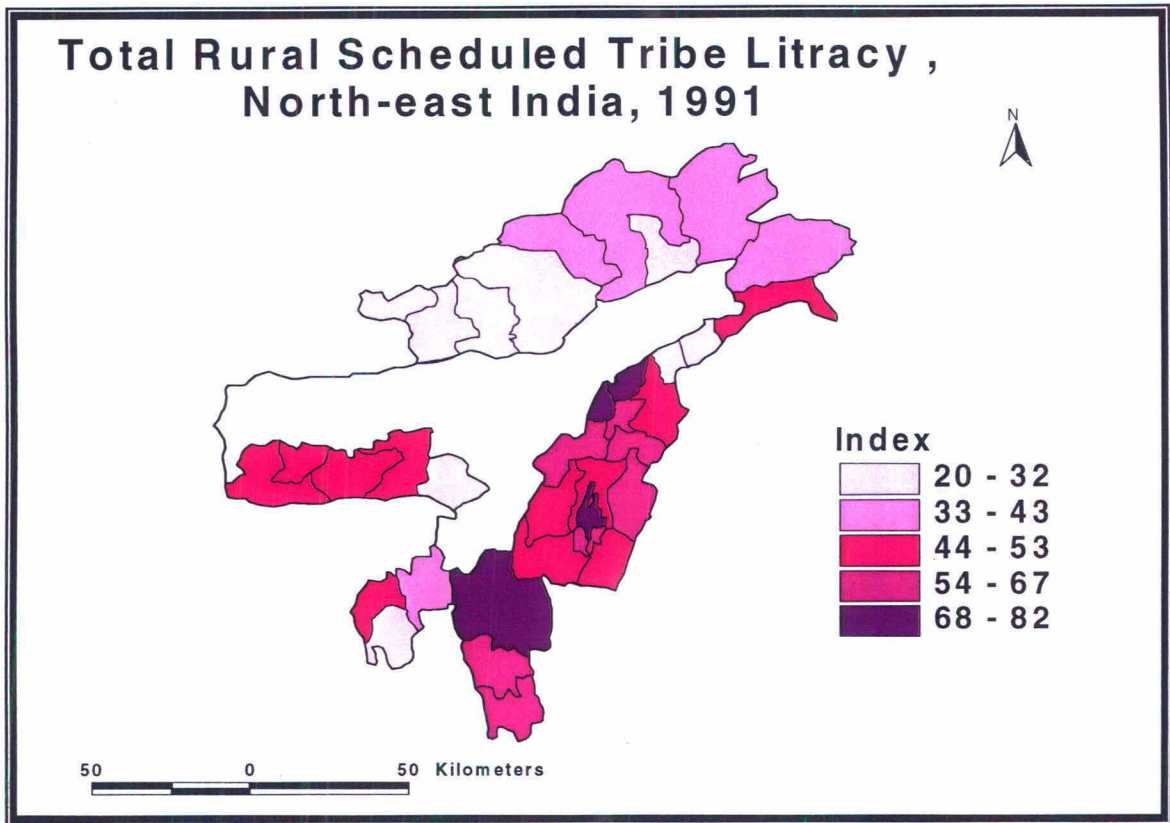 Total Rural Scheduled Tribe Litracy ,
North-east India, 1991
N
Index
20 - 32
33 - 43
44 - 53
54 - 67
68 - 82
50 0 50 Kilometers